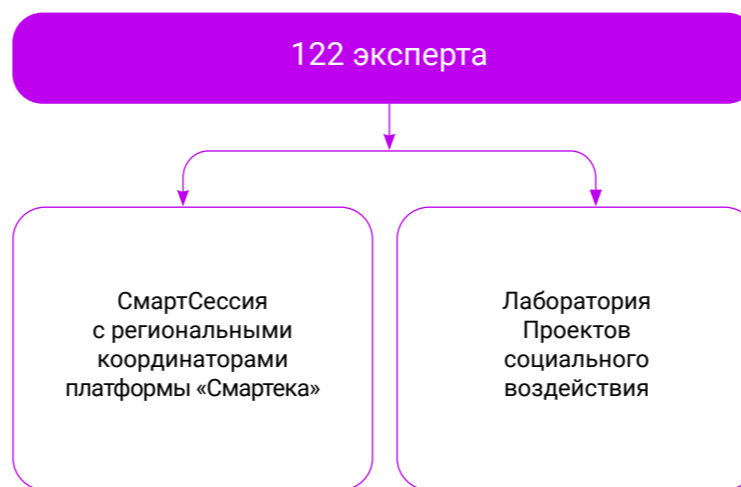 122 эксперта
СмартСессия
с региональными
координаторами
платформы «Смартека»
Лаборатория
Проектов
социального
воздействия